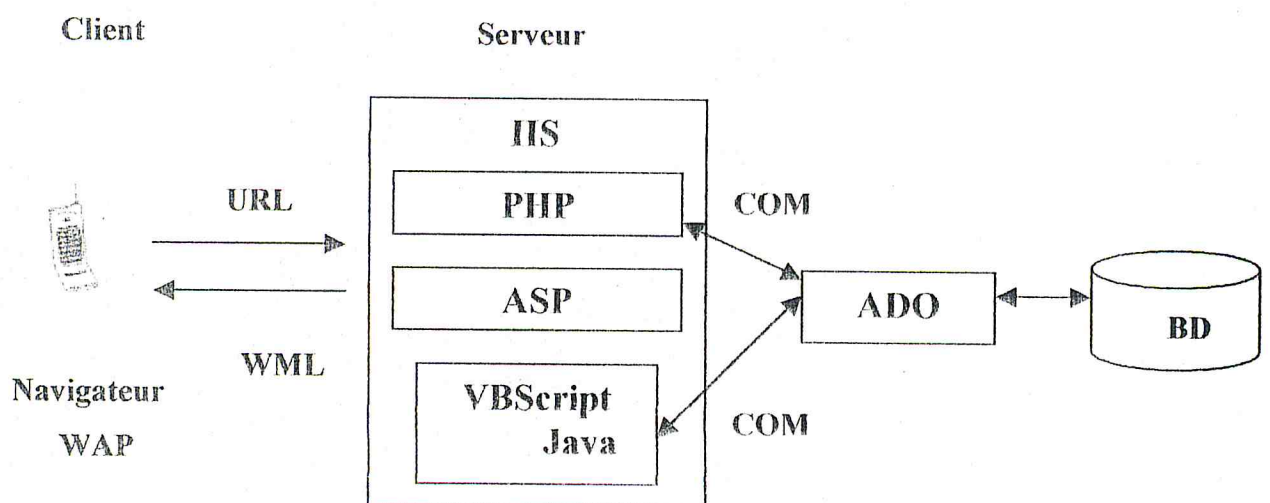 Client
Serveur
IIS
URL
PHP
COM
ASP
ADO
BD
WML
Navigateur
WAP
VBScript
Java
COM